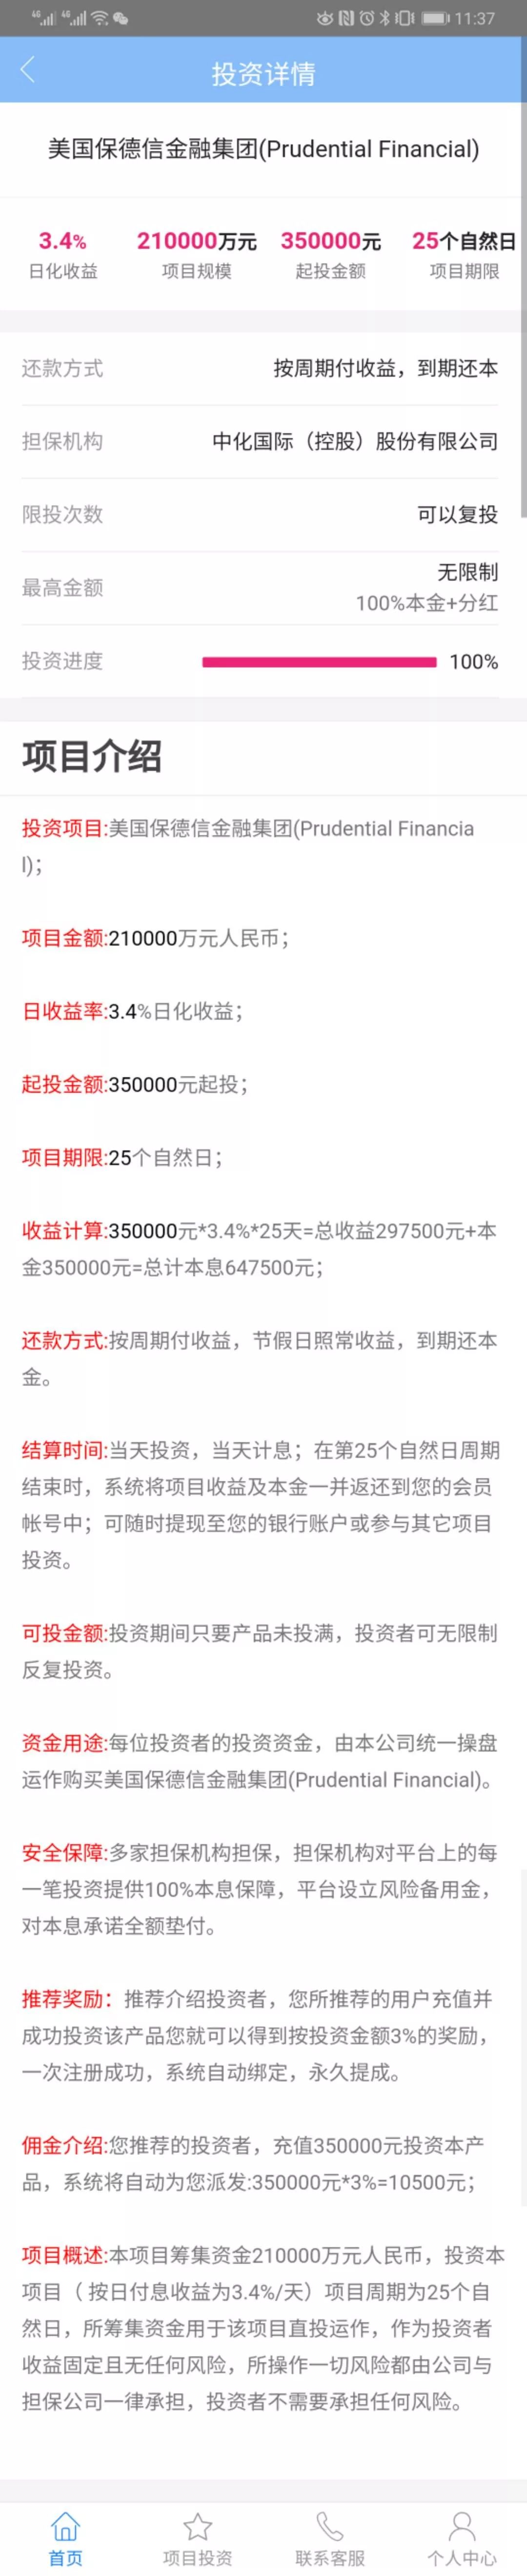 4G 4G 11:37
投资详情
美国保德信金融集团(Prudential Financial)
3.4% 210000万元 350000元 25个自然日
日化收益 项目规模 起投金额 项目期限
还款方式 按周期付收益，到期还本
担保机构 中化国际（控股）股份有限公司
限投次数 可以复投
最高金额 无限制
100%本金+分红
投资进度 100%
项目介绍
投资项目:美国保德信金融集团(Prudential Financia
l)；
项目金额:210000万元人民币；
日收益率:3.4%日化收益；
起投金额:350000元起投；
项目期限:25个自然日；
收益计算:350000元*3.4%*25天=总收益297500元+本
金350000元=总计本息647500元；
还款方式:按周期付收益，节假日照常收益，到期还本
金。
结算时间:当天投资，当天计息；在第25个自然日周期
结束时，系统将项目收益及本金一并返还到您的会员
帐号中；可随时提现至您的银行账户或参与其它项目
投资。
可投金额:投资期间只要产品未投满，投资者可无限制
反复投资。
资金用途:每位投资者的投资资金，由本公司统一操盘
运作购买美国保德信金融集团(Prudential Financial)。
安全保障:多家担保机构担保，担保机构对平台上的每
一笔投资提供100%本息保障，平台设立风险备用金，
对本息承诺全额垫付。
推荐奖励：推荐介绍投资者，您所推荐的用户充值并
成功投资该产品您就可以得到按投资金额3%的奖励，
一次注册成功，系统自动绑定，永久提成。
佣金介绍:您推荐的投资者，充值350000元投资本产
品，系统将自动为您派发:350000元*3%=10500元；
项目概述:本项目筹集资金210000万元人民币，投资本
项目（ 按日付息收益为3.4%/天）项目周期为25个自
然日，所筹集资金用于该项目直投运作，作为投资者
收益固定且无任何风险，所操作一切风险都由公司与
担保公司一律承担，投资者不需要承担任何风险。
首页 项目投资 联系客服 个人中心